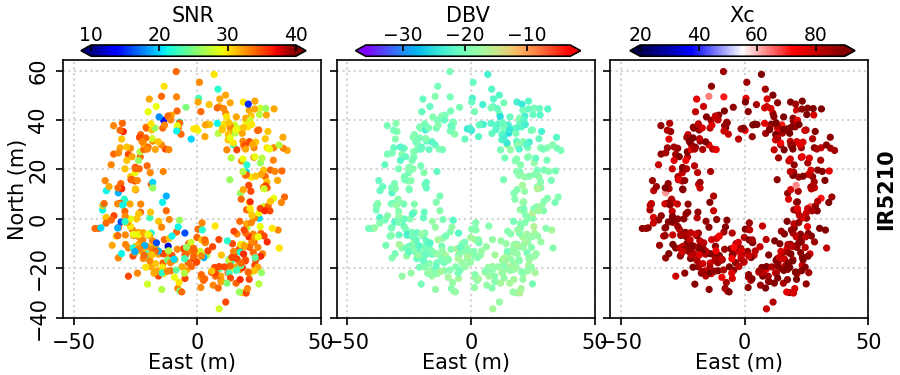 SNR DBV Xc
10 20 30 40 −30 −20 −10 20 40 60 80
60
40
20
0
−20
−40
North (m)
−50 0 50 −50 0 50 −50 0 50
East (m) East (m) East (m)
IR5210